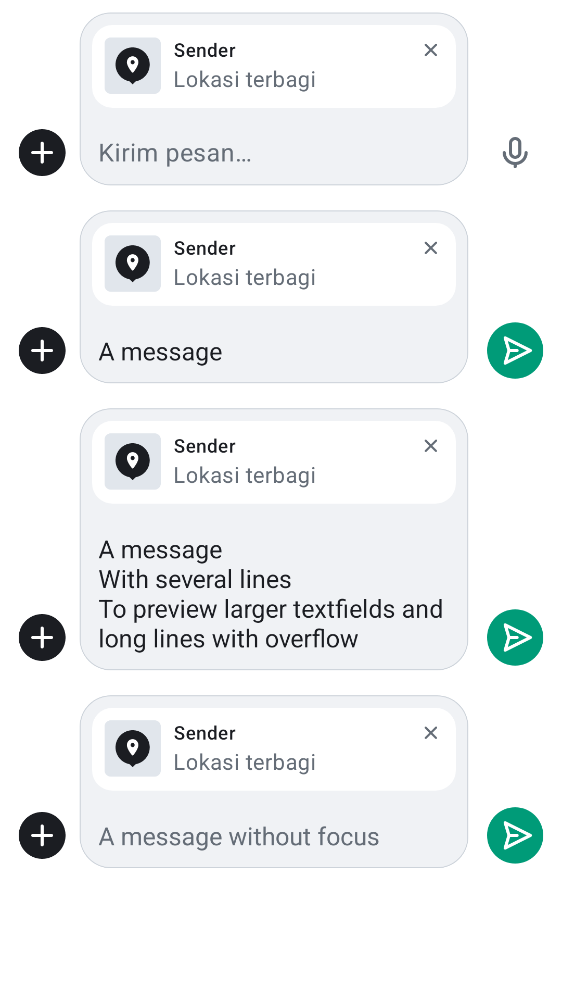 Sender
Lokasi terbagi
Kirim pesan…
Sender
Lokasi terbagi
A message
Sender
Lokasi terbagi
A message
With several lines
To preview larger textfields and
long lines with overflow
Sender
Lokasi terbagi
A message without focus